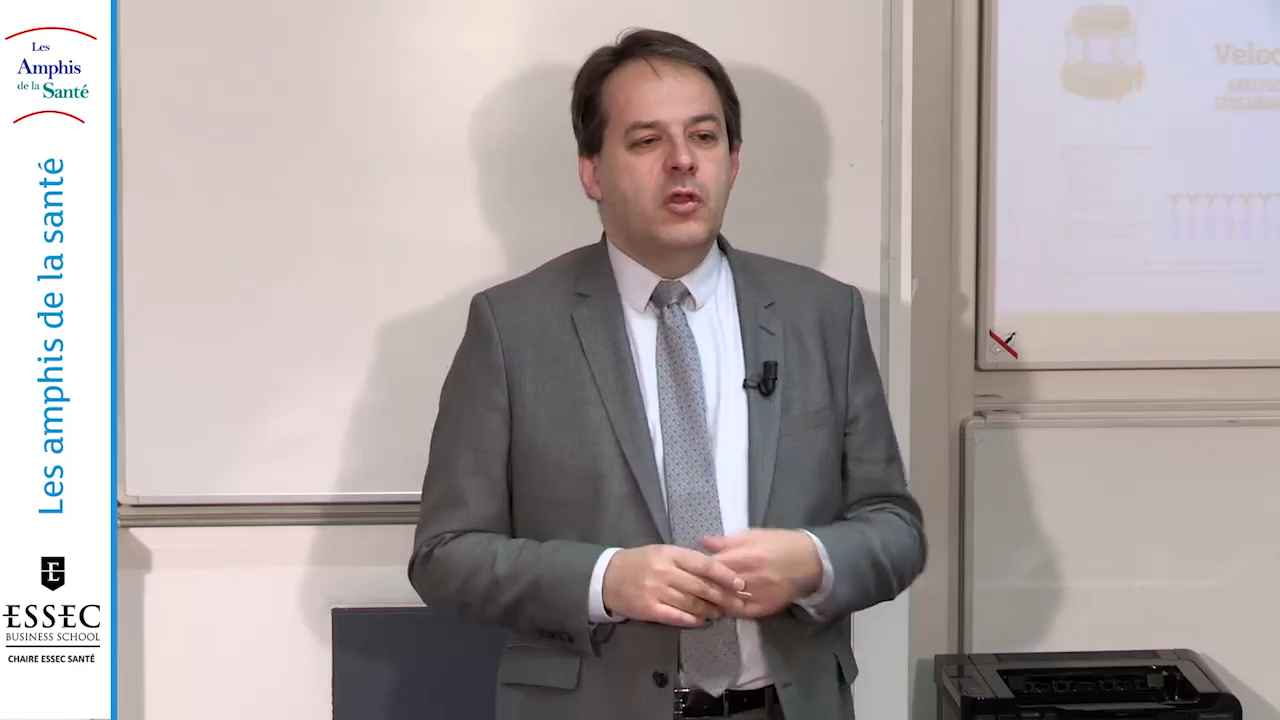 Les
Amphis
de la Santé
Les amphis de la santé
E
ESSEC
BUSINESS SCHOOL
CHAIRE ESSEC SANTÉ